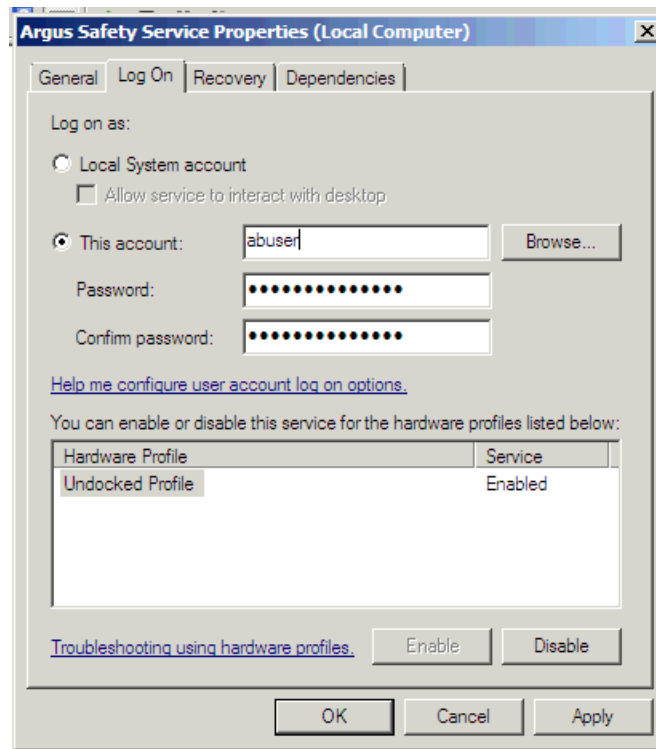 Argus Safety Service Properties (Local Computer)
General Log On Recovery Dependencies
Log on as:
Local System account
Allow service to interact with desktop
This account: abuser Browse...
Password: ••••••••••••••
Confirm password: ••••••••••••••
Help me configure user account log on options.
You can enable or disable this service for the hardware profiles listed below:
Hardware Profile Service
Undocked Profile Enabled
Troubleshooting using hardware profiles. Enable Disable
OK Cancel Apply